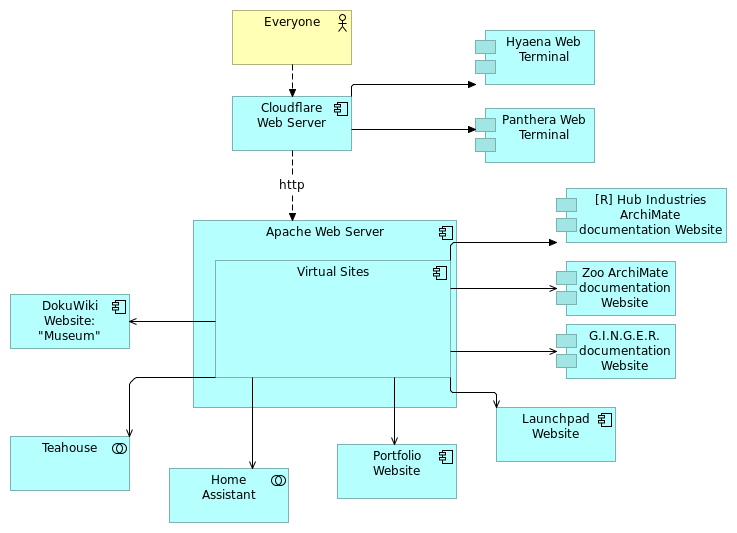 Everyone
Hyaena Web
Terminal
Cloudflare
Web Server
Panthera Web
Terminal
http
[R] Hub Industries
ArchiMate
documentation Website
Apache Web Server
Virtual Sites
Zoo ArchiMate
documentation
Website
DokuWiki
Website:
"Museum"
G.I.N.G.E.R.
documentation
Website
Launchpad
Website
Teahouse
Portfolio
Website
Home
Assistant